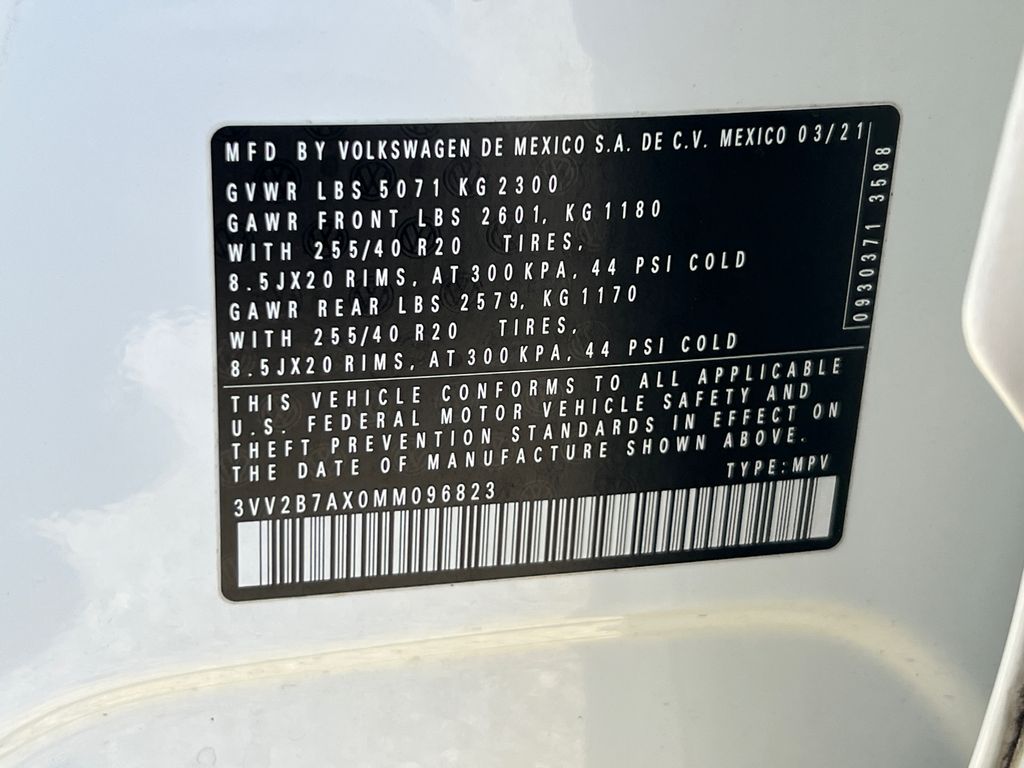 MFD BY VOLKSWAGEN DE MEXICO S.A. DE C.V. MEXICO 03/21
GVWR LBS 5071 KG 2300
GAWR FRONT LBS 2601, KG 1180
WITH 255/40 R20 TIRES,
8.5JX20 RIMS, AT 300 KPA, 44 PSI COLD
GAWR REAR LBS 2579, KG 1170
WITH 255/40 R20 TIRES,
8.5JX20 RIMS, AT 300 KPA, 44 PSI COLD
THIS VEHICLE CONFORMS TO ALL APPLICABLE
U.S. FEDERAL MOTOR VEHICLE SAFETY AND
THEFT PREVENTION STANDARDS IN EFFECT ON
THE DATE OF MANUFACTURE SHOWN ABOVE.
TYPE: MPV
3VV2B7AX0MM096823
0930371 3588